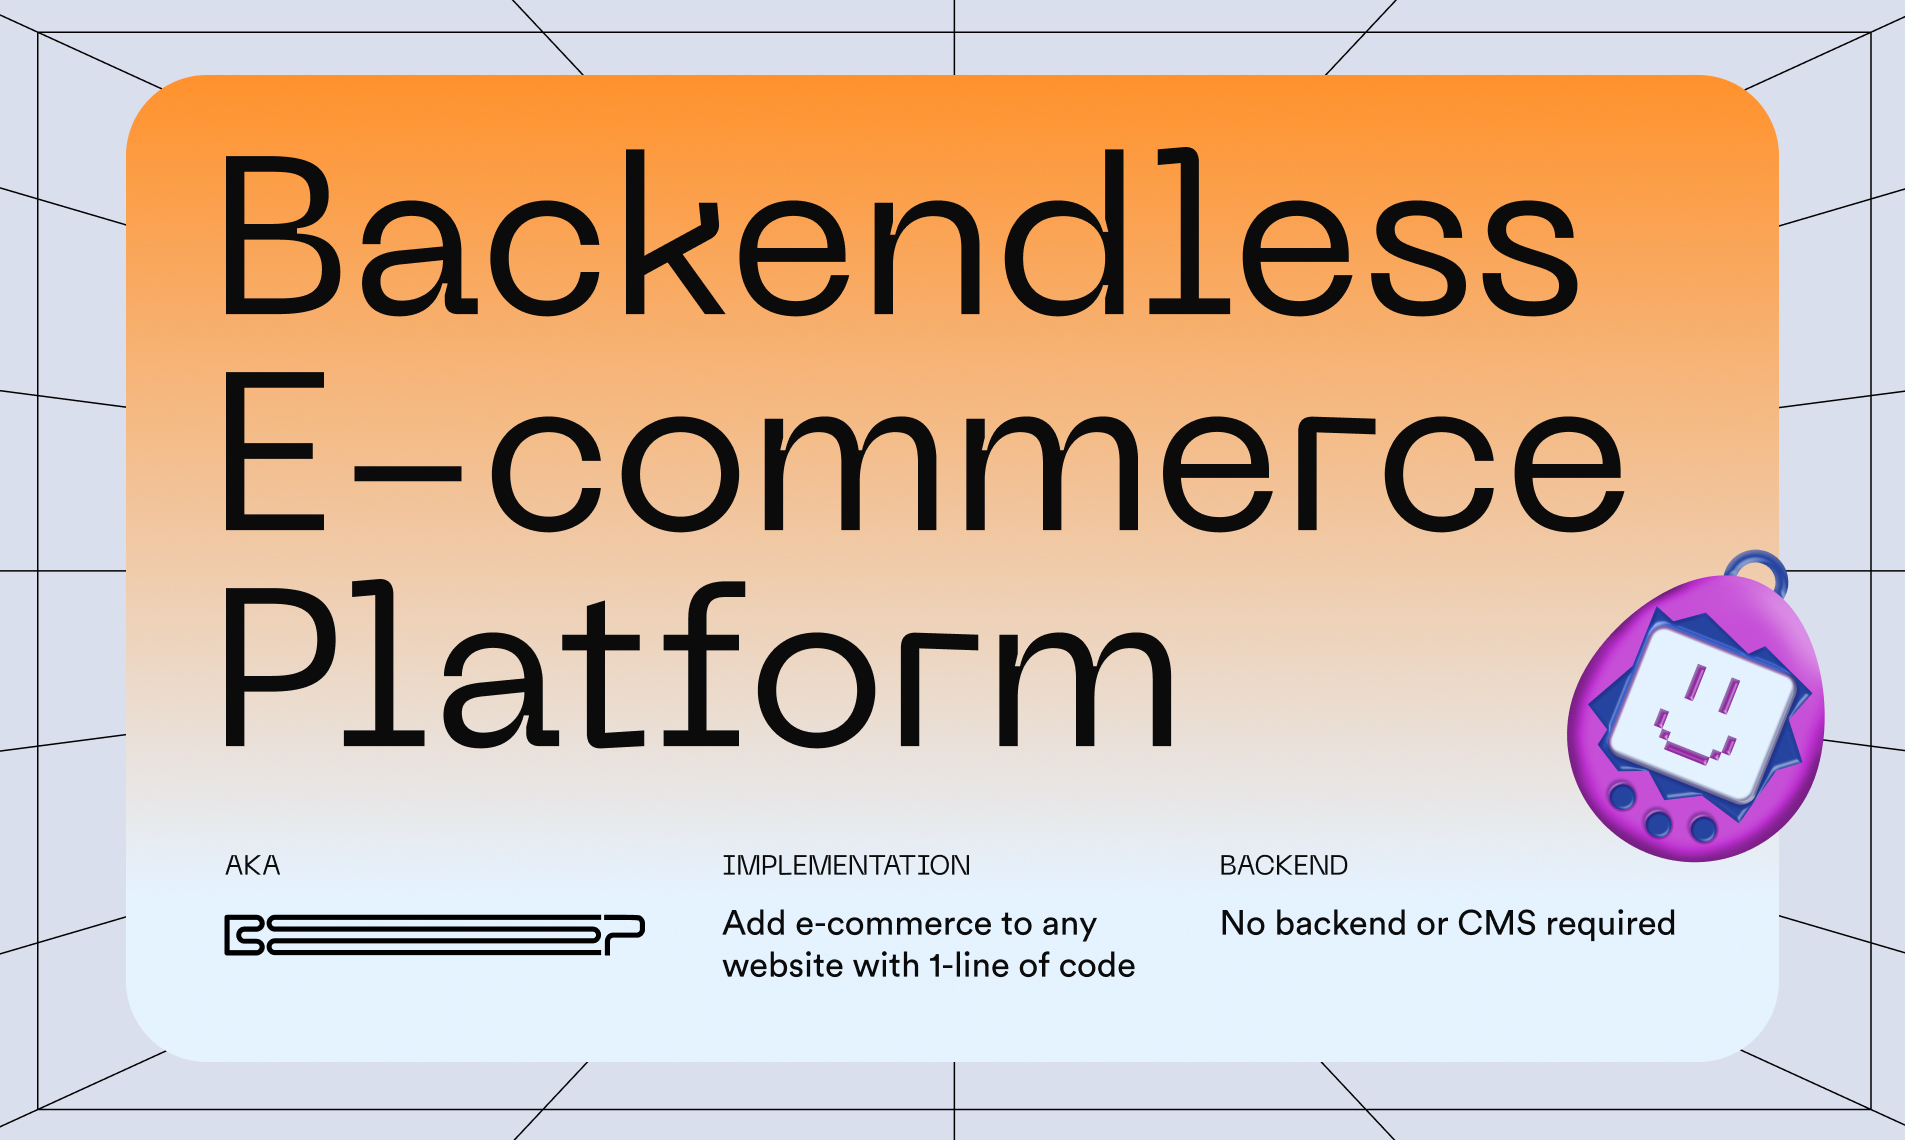 Backendless
E-commerce
Platform
AKA
IMPLEMENTATION
BACKEND
Add e-commerce to any
website with 1-line of code
No backend or CMS required